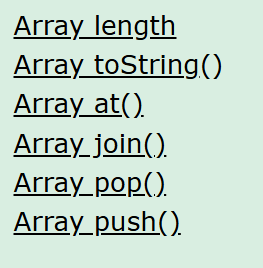 Array length
Array toString()
Array at()
Array join()
Array pop()
Array push()